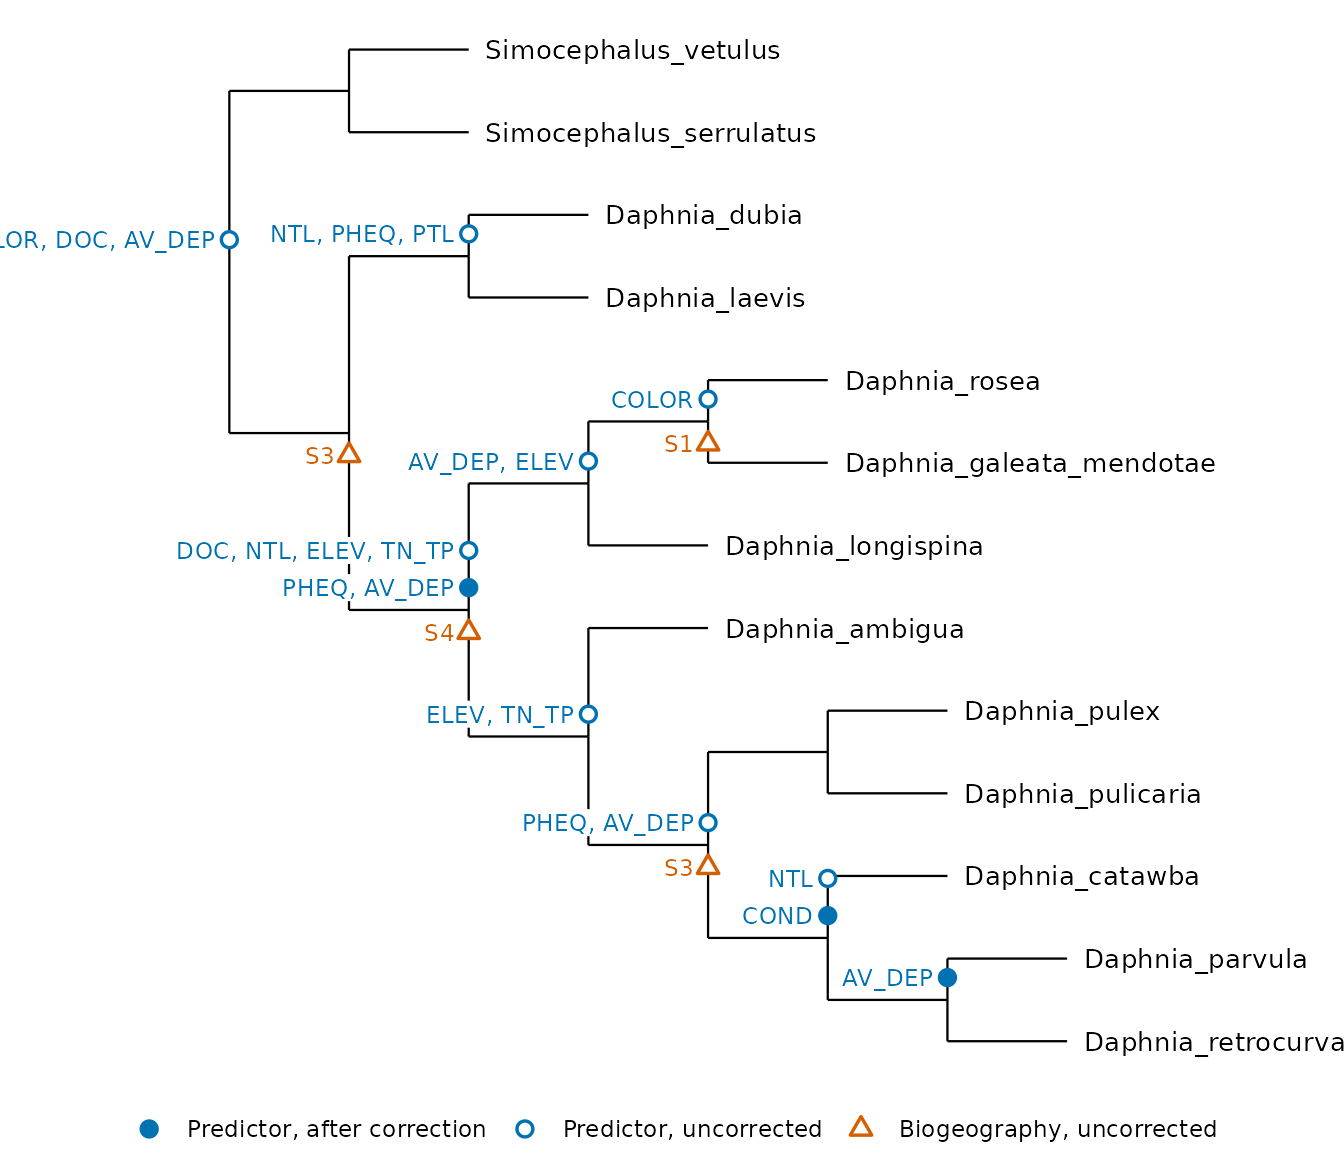 Simocephalus_vetulus
Simocephalus_serrulatus
Daphnia_dubia
NTL, PHEQ, PTL
LOR, DOC, AV_DEP
Daphnia_laevis
Daphnia_rosea
COLOR
S1
S3
AV_DEP, ELEV
Daphnia_galeata_mendotae
Daphnia_longispina
DOC, NTL, ELEV, TN_TP
PHEQ, AV_DEP
S4
Daphnia_ambigua
ELEV, TN_TP
Daphnia_pulex
Daphnia_pulicaria
PHEQ, AV_DEP
S3
NTL
Daphnia_catawba
COND
Daphnia_parvula
AV_DEP
Daphnia_retrocurva
Predictor, after correction
Predictor, uncorrected
Biogeography, uncorrected